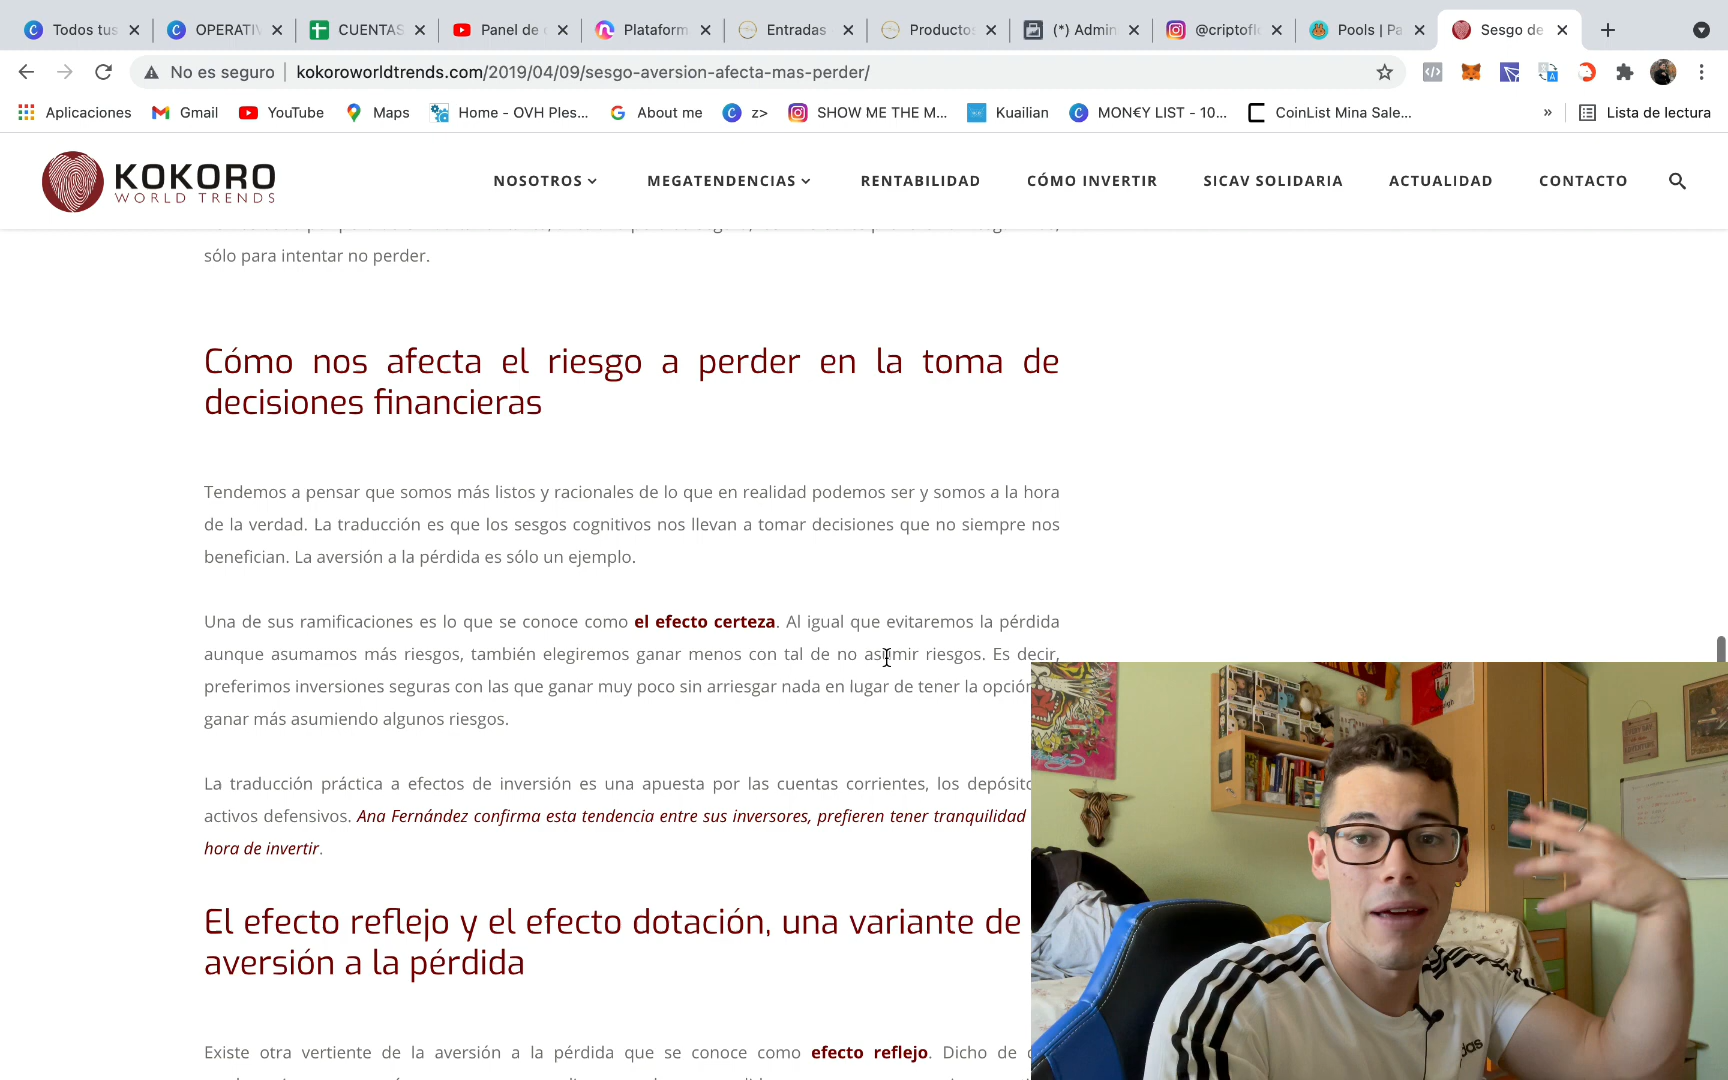 Todos tus
OPERATIV
CUENTAS
Panel de
Plataform
Entradas
Producto
(*) Admin
@criptofl
Pools | Pa
Sesgo de
No es seguro
kokoroworldtrends.com/2019/04/09/sesgo-aversion-afecta-mas-perder/
Aplicaciones
Gmail
YouTube
Maps
Home - OVH Ples...
About me
z>
SHOW ME THE M...
Kuailian
MON€Y LIST - 10...
CoinList Mina Sale...
»
Lista de lectura
KOKORO
WORLD TRENDS
NOSOTROS
MEGATENDENCIAS
RENTABILIDAD
CÓMO INVERTIR
SICAV SOLIDARIA
ACTUALIDAD
CONTACTO
sólo para intentar no perder.
Cómo nos afecta el riesgo a perder en la toma de
decisiones financieras
Tendemos a pensar que somos más listos y racionales de lo que en realidad podemos ser y somos a la hora
de la verdad. La traducción es que los sesgos cognitivos nos llevan a tomar decisiones que no siempre nos
benefician. La aversión a la pérdida es sólo un ejemplo.
Una de sus ramificaciones es lo que se conoce como el efecto certeza. Al igual que evitaremos la pérdida
aunque asumamos más riesgos, también elegiremos ganar menos con tal de no asumir riesgos. Es decir,
preferimos inversiones seguras con las que ganar muy poco sin arriesgar nada en lugar de tener la opción
ganar más asumiendo algunos riesgos.
La traducción práctica a efectos de inversión es una apuesta por las cuentas corrientes, los depósito
activos defensivos. Ana Fernández confirma esta tendencia entre sus inversores, prefieren tener tranquilidad
hora de invertir.
El efecto reflejo y el efecto dotación, una variante de
aversión a la pérdida
Existe otra vertiente de la aversión a la pérdida que se conoce como efecto reflejo. Dicho de